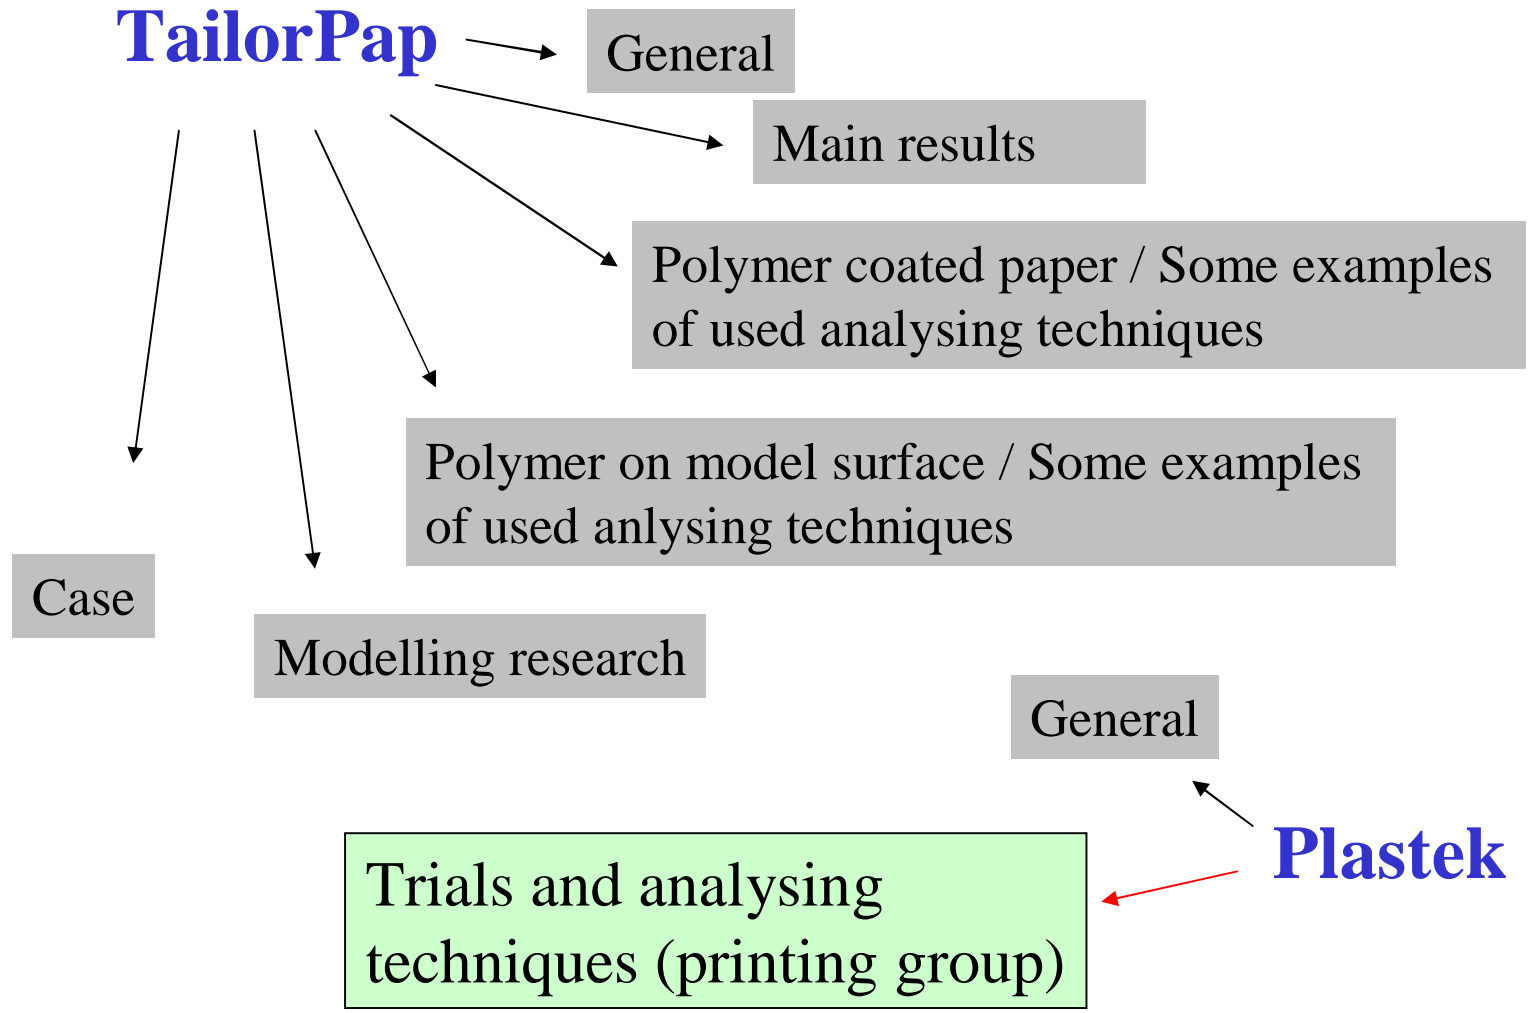 TailorPap
General
Main results
Polymer coated paper / Some examples
of used analysing techniques
Polymer on model surface / Some examples
of used anlysing techniques
Case
Modelling research
General
Plastek
Trials and analysing
techniques (printing group)